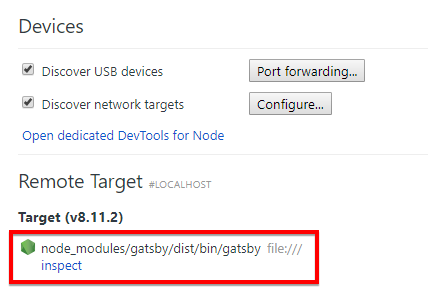 Devices
Discover USB devices Port forwarding...
Discover network targets Configure...
Open dedicated DevTools for Node
Remote Target #LOCALHOST
Target (v8.11.2)
node_modules/gatsby/dist/bin/gatsby file:///
inspect